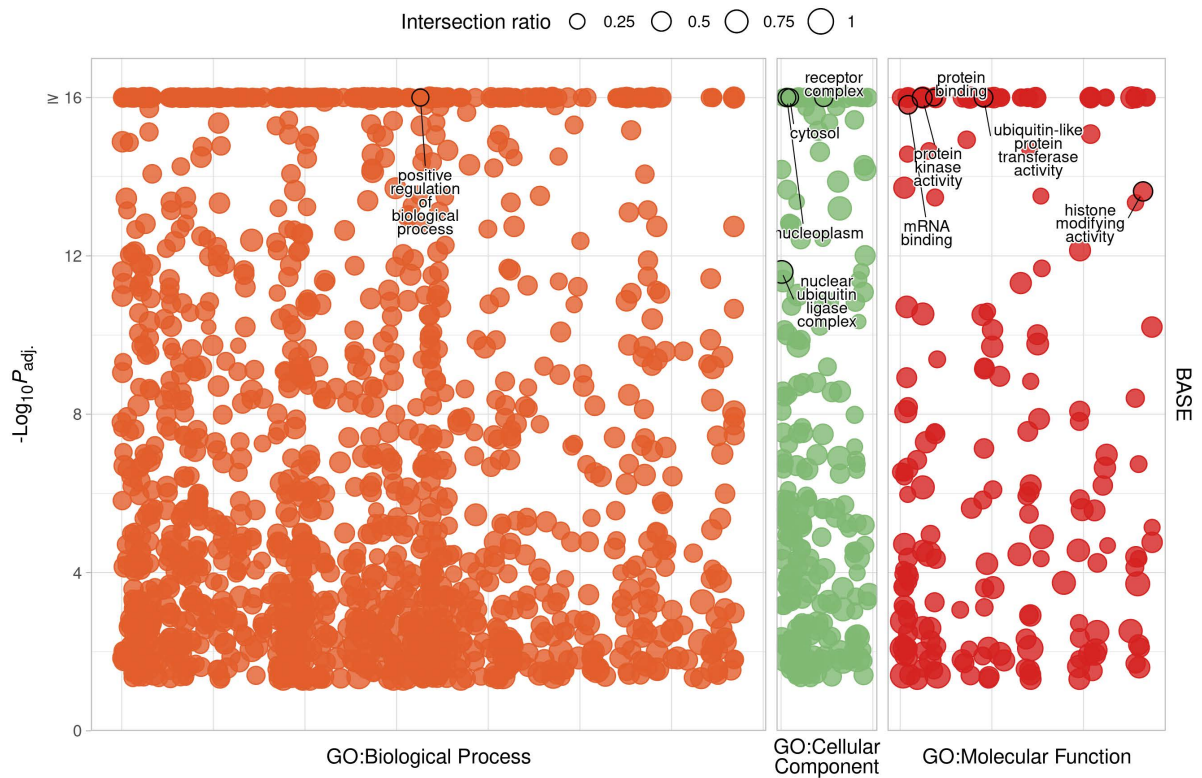 Intersection ratio 0.25 0.5 0.75 1
≥ 16
12
8
4
0
-Log10 Padj.
positive
regulation
of
biological
process
receptor
complex
cytosol
nucleoplasm
nuclear
ubiquitin
ligase
complex
protein
binding
protein
kinase
activity
mRNA
binding
ubiquitin-like
protein
transferase
activity
histone
modifying
activity
BASE
GO:Biological Process
GO:Cellular
Component
GO:Molecular Function